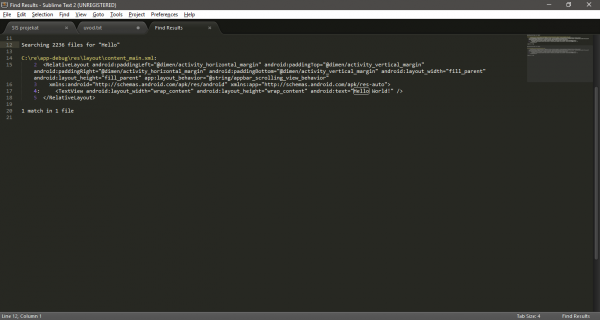 Find Results - Sublime Text 2 (UNREGISTERED)
File Edit Selection Find View Goto Tools Project Preferences Help
Find Results
11
12 Searching 2236 files for "Hello"
13
14 C:\re\app-debug\res\layout\content_main.xml:
15 2 <RelativeLayout android:paddingLeft="@dimen/activity_horizontal_margin" android:paddingTop="@dimen/activity_vertical_margin"
android:paddingRight="@dimen/activity_horizontal_margin" android:paddingBottom="@dimen/activity_vertical_margin" android:layout_width="fill_parent"
android:layout_height="fill_parent" app:layout_behavior="@string/appbar_scrolling_view_behavior"
16 3 xmlns:android="http://schemas.android.com/apk/res/android" xmlns:app="http://schemas.android.com/apk/res-auto">
17 4: <TextView android:layout_width="wrap_content" android:layout_height="wrap_content" android:text="Hello World!" />
18 5 </RelativeLayout>
19
20 1 match in 1 file
21
Line 12, Column 1 Tab Size: 4 Find Results